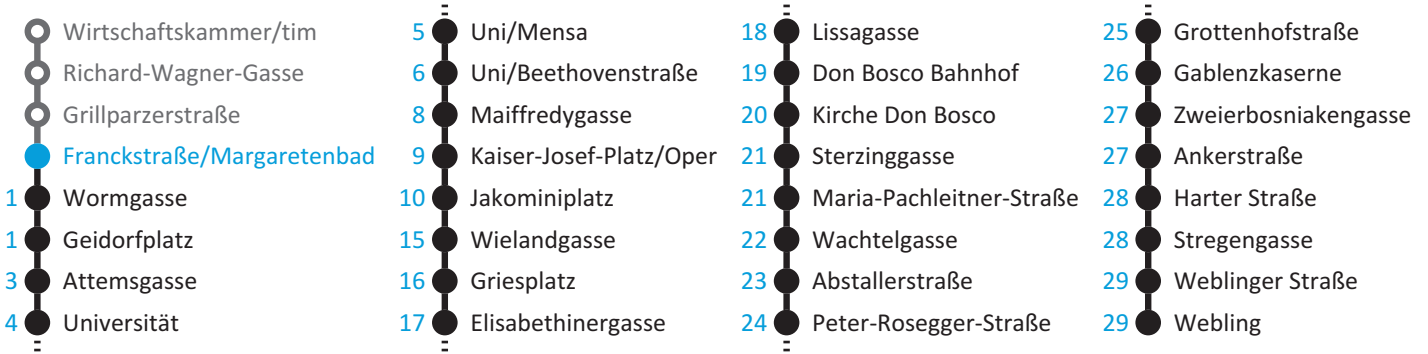 Wirtschaftskammer/tim
Richard-Wagner-Gasse
Grillparzerstraße
Franckstraße/Margaretenbad
1 Wormgasse
1 Geidorfplatz
3 Attemsgasse
4 Universität
5 Uni/Mensa
6 Uni/Beethovenstraße
8 Maiffredygasse
9 Kaiser-Josef-Platz/Oper
10 Jakominiplatz
15 Wielandgasse
16 Griesplatz
17 Elisabethinergasse
18 Lissagasse
19 Don Bosco Bahnhof
20 Kirche Don Bosco
21 Sterzinggasse
21 Maria-Pachleitner-Straße
22 Wachtelgasse
23 Abstallerstraße
24 Peter-Rosegger-Straße
25 Grottenhofstraße
26 Gablenzkaserne
27 Zweierbosniakengasse
27 Ankerstraße
28 Harter Straße
28 Stregengasse
29 Weblinger Straße
29 Webling